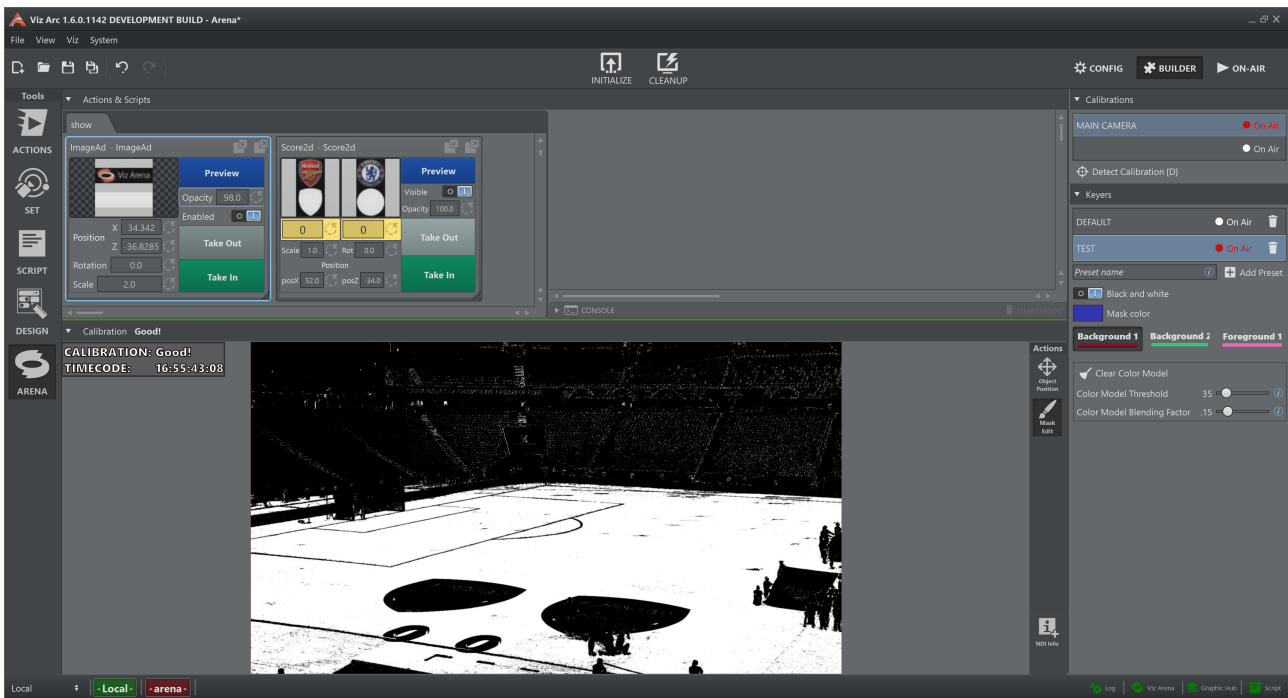 Viz Arc 1.6.0.1142 DEVELOPMENT BUILD - Arena*
File View Viz System
INITIALIZE CLEANUP
CONFIG BUILDER ON-AIR
Tools
ACTIONS
SET
SCRIPT
DESIGN
ARENA
Actions & Scripts
show
ImageAd - ImageAd
Viz Arena
Preview
Opacity 98.0
Enabled
Position X 34.342
Z -36.8285
Take Out
Rotation 0.0
Scale 2.0
Take In
Score2d - Score2d
Arsenal
Preview
Visible
Opacity 100.0
0 0
Take Out
Scale 1.0 Rot 0.0
Position
posX 52.0 posZ -34.0
Take In
CONSOLE
Calibration Good!
CALIBRATION: Good!
TIMECODE: 16:55:43:08
Actions
Object
Position
Mask
Edit
NDI Info
Calibrations
MAIN CAMERA On Air
On Air
Detect Calibration [D]
Keyers
DEFAULT On Air
TEST On Air
Preset name Add Preset
Black and white
Mask color
Background 1 Background 2 Foreground 1
Clear Color Model
Color Model Threshold 35
Color Model Blending Factor .15
Local -Local- -arena- Log Viz Arena Graphic Hub Script